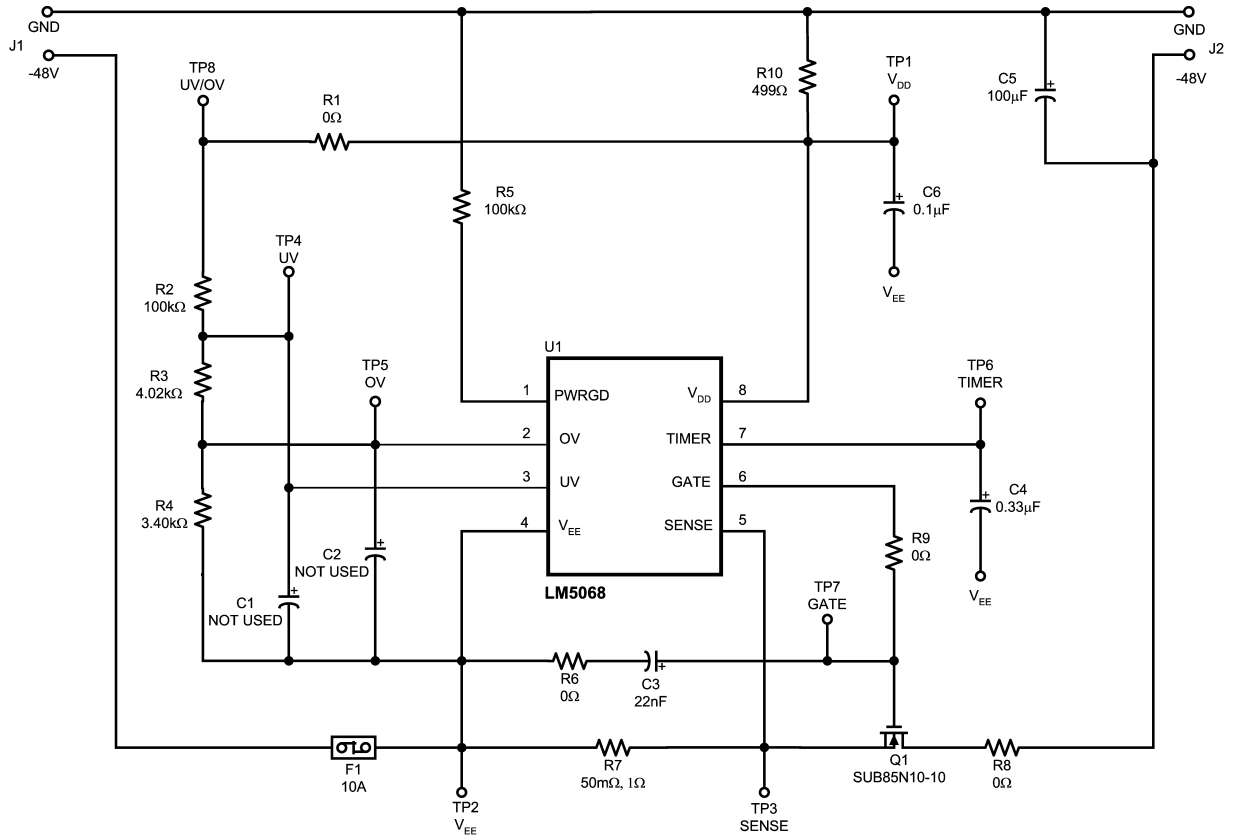 GND
GND
J1
J2
-48V
-48V
TP8
UV/OV
R1
0Ω
R10
499Ω
TP1
VDD
C5
100μF
R5
100kΩ
C6
0.1μF
TP4
UV
VEE
R2
100kΩ
U1
R3
4.02kΩ
TP5
OV
TP6
TIMER
1
PWRGD
VDD
8
2
OV
TIMER
7
3
UV
GATE
6
4
VEE
SENSE
5
R4
3.40kΩ
C4
0.33μF
C2
NOT USED
R9
0Ω
LM5068
C1
NOT USED
TP7
GATE
VEE
R6
0Ω
C3
22nF
F1
10A
R7
50mΩ, 1Ω
Q1
SUB85N10-10
R8
0Ω
TP2
VEE
TP3
SENSE